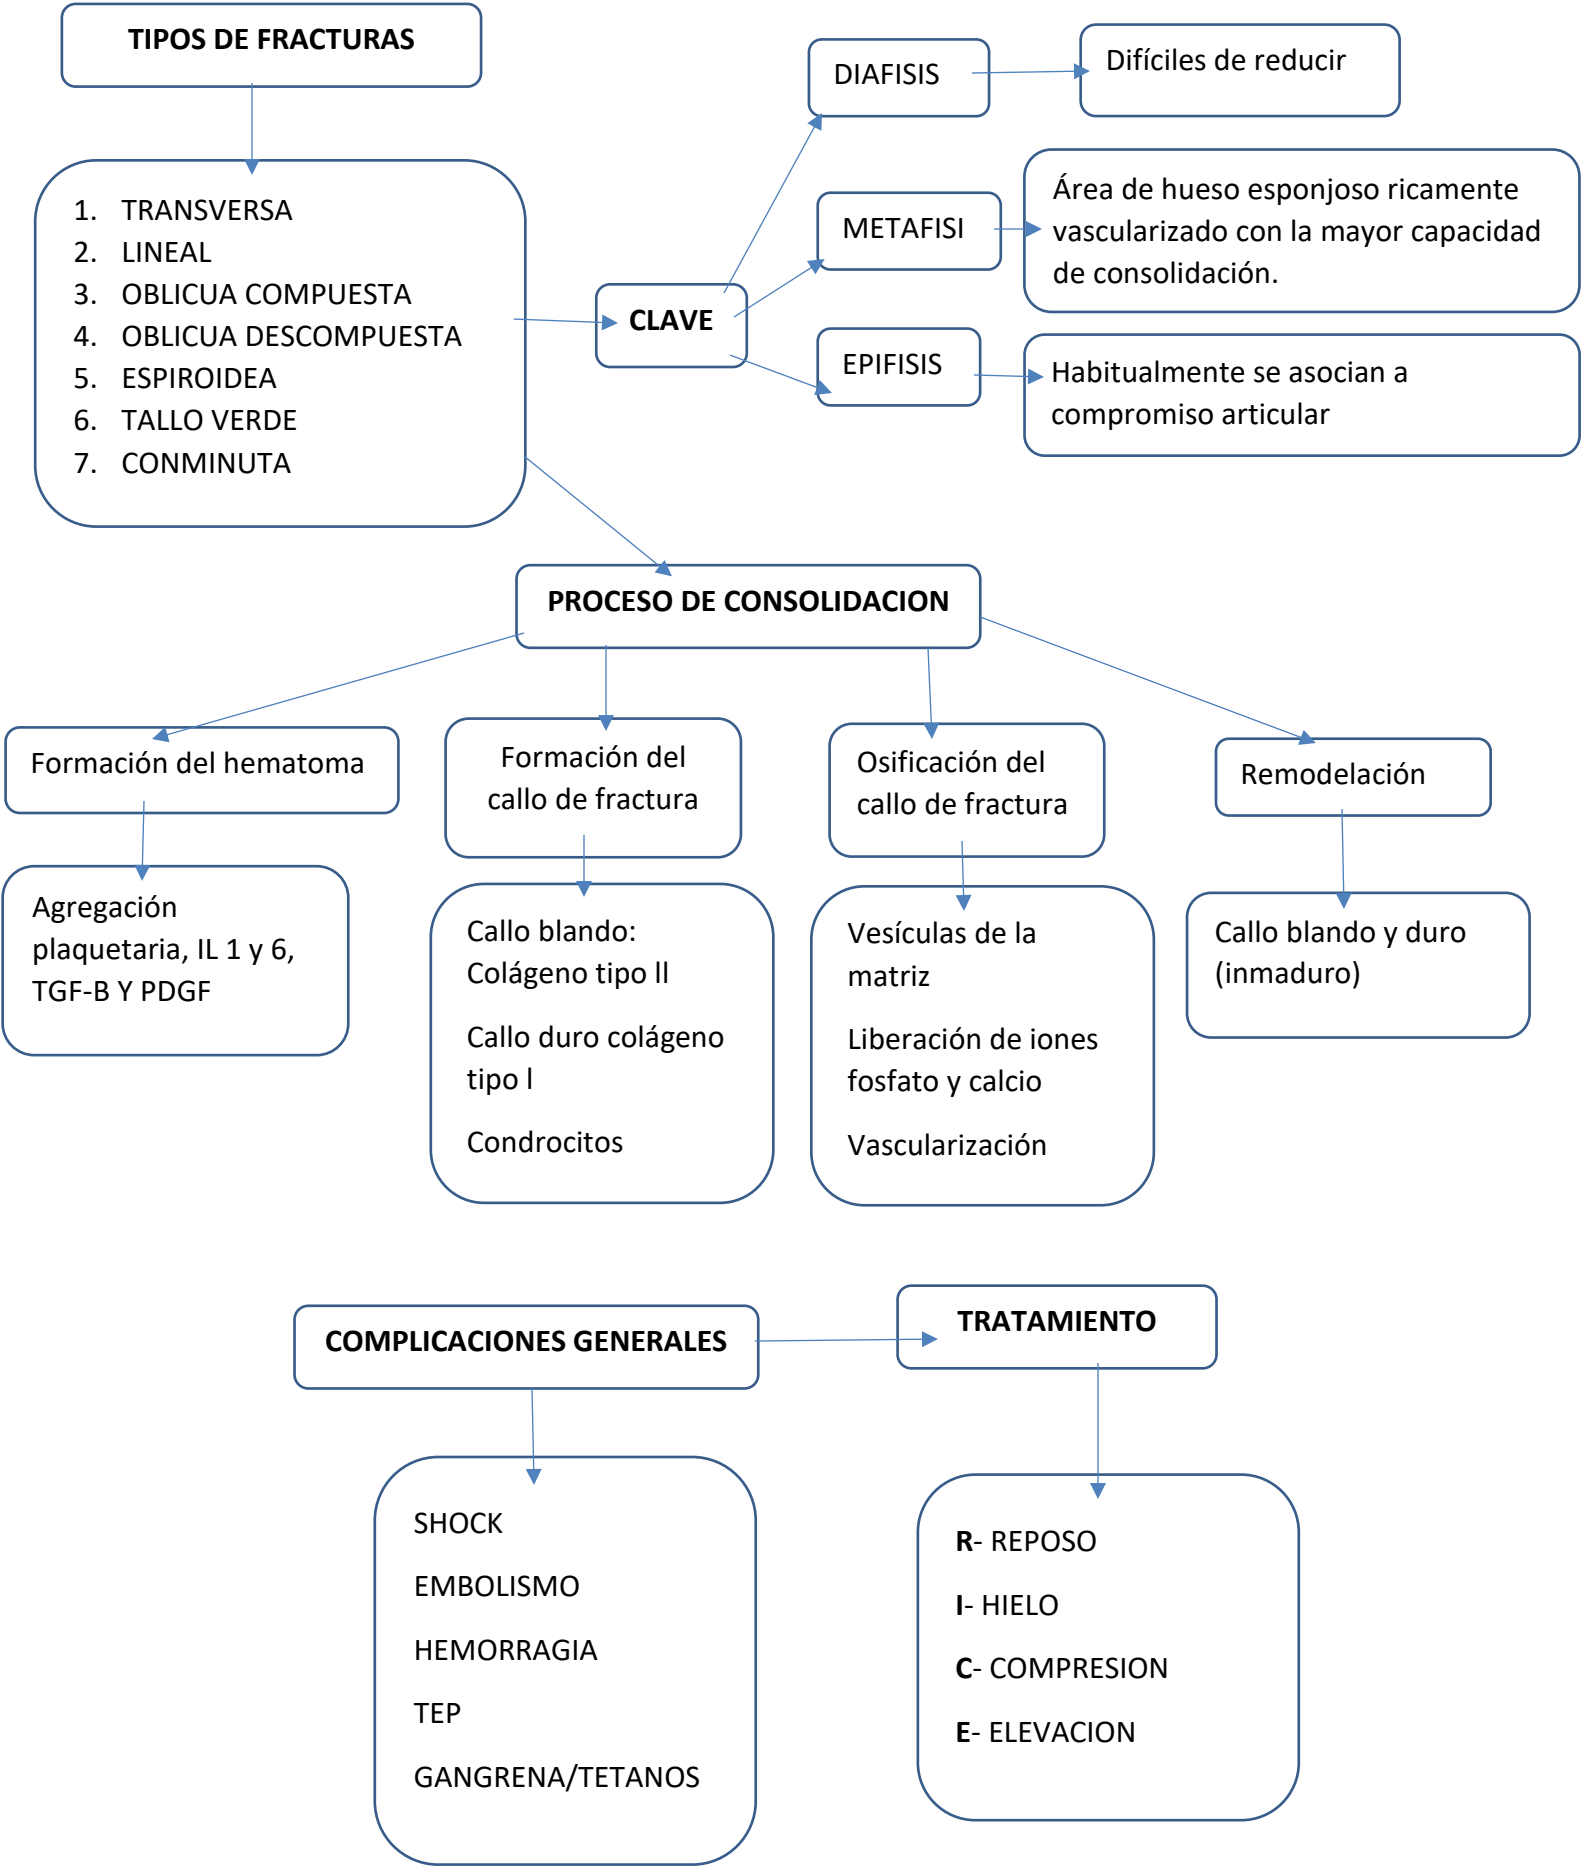 TIPOS DE FRACTURAS
1. TRANSVERSA
2. LINEAL
3. OBLICUA COMPUESTA
4. OBLICUA DESCOMPUESTA
5. ESPIROIDEA
6. TALLO VERDE
7. CONMINUTA
CLAVE
DIAFISIS
Difíciles de reducir
METAFISI
Área de hueso esponjoso ricamente
vascularizado con la mayor capacidad
de consolidación.
EPIFISIS
Habitualmente se asocian a
compromiso articular
PROCESO DE CONSOLIDACION
Formación del hematoma
Agregación
plaquetaria, IL 1 y 6,
TGF-B Y PDGF
Formación del
callo de fractura
Callo blando:
Colágeno tipo ll
Callo duro colágeno
tipo l
Condrocitos
Osificación del
callo de fractura
Vesículas de la
matriz
Liberación de iones
fosfato y calcio
Vascularización
Remodelación
Callo blando y duro
(inmaduro)
COMPLICACIONES GENERALES
SHOCK
EMBOLISMO
HEMORRAGIA
TEP
GANGRENA/TETANOS
TRATAMIENTO
R- REPOSO
I- HIELO
C- COMPRESION
E- ELEVACION